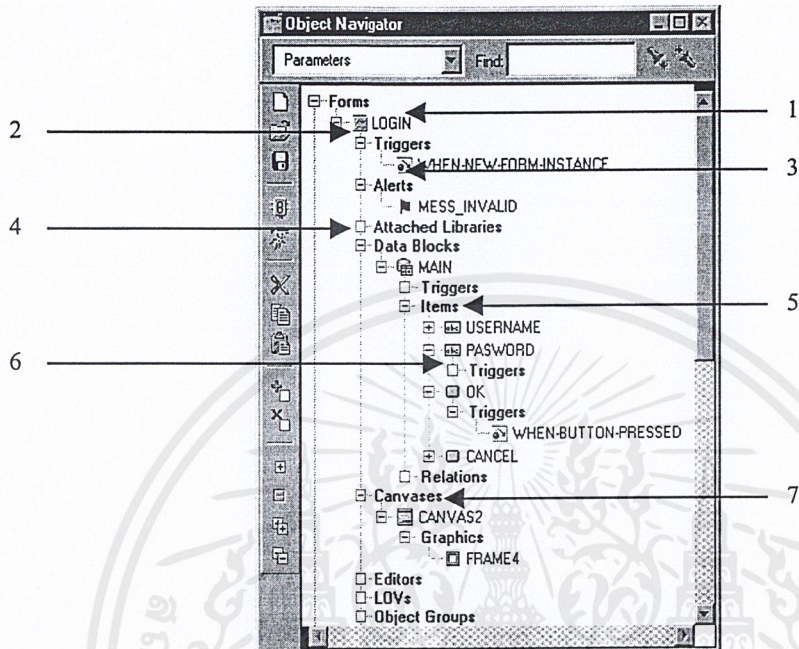 Object Navigator
Parameters
Find:
Forms
1
LOGIN
2
Triggers
WHEN-NEW-FORM-INSTANCE
3
Alerts
MESS_INVALID
4
Attached Libraries
Data Blocks
MAIN
Triggers
Items
5
USERNAME
6
PASWORD
Triggers
OK
Triggers
WHEN-BUTTON-PRESSED
CANCEL
Relations
Canvases
7
CANVAS2
Graphics
FRAME4
Editors
LOVs
Object Groups